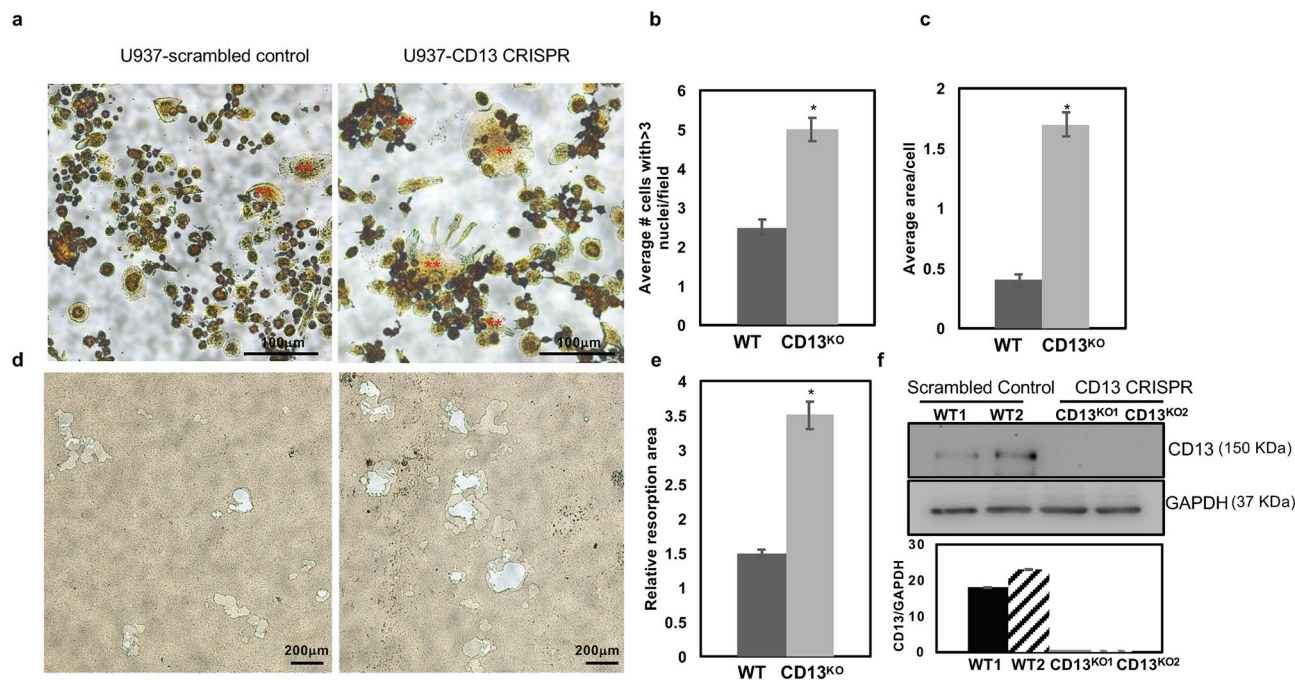 a
U937-scrambled control
U937-CD13 CRISPR
**
**
100μm
**
**
**
**
100μm
b
Average # cells with>3
nuclei/field
6
5
4
3
2
1
0
*
WT
CD13KO
c
Average area/cell
2
1.5
1
0.5
0
*
WT
CD13KO
d
200μm
200μm
e
Relative resorption area
4
3.5
3
2.5
2
1.5
1
0.5
0
*
WT
CD13KO
f
Scrambled Control
CD13 CRISPR
WT1
WT2
CD13KO1
CD13KO2
CD13 (150 KDa)
GAPDH (37 KDa)
CD13/GAPDH
30
20
10
0
WT1
WT2
CD13KO1
CD13KO2